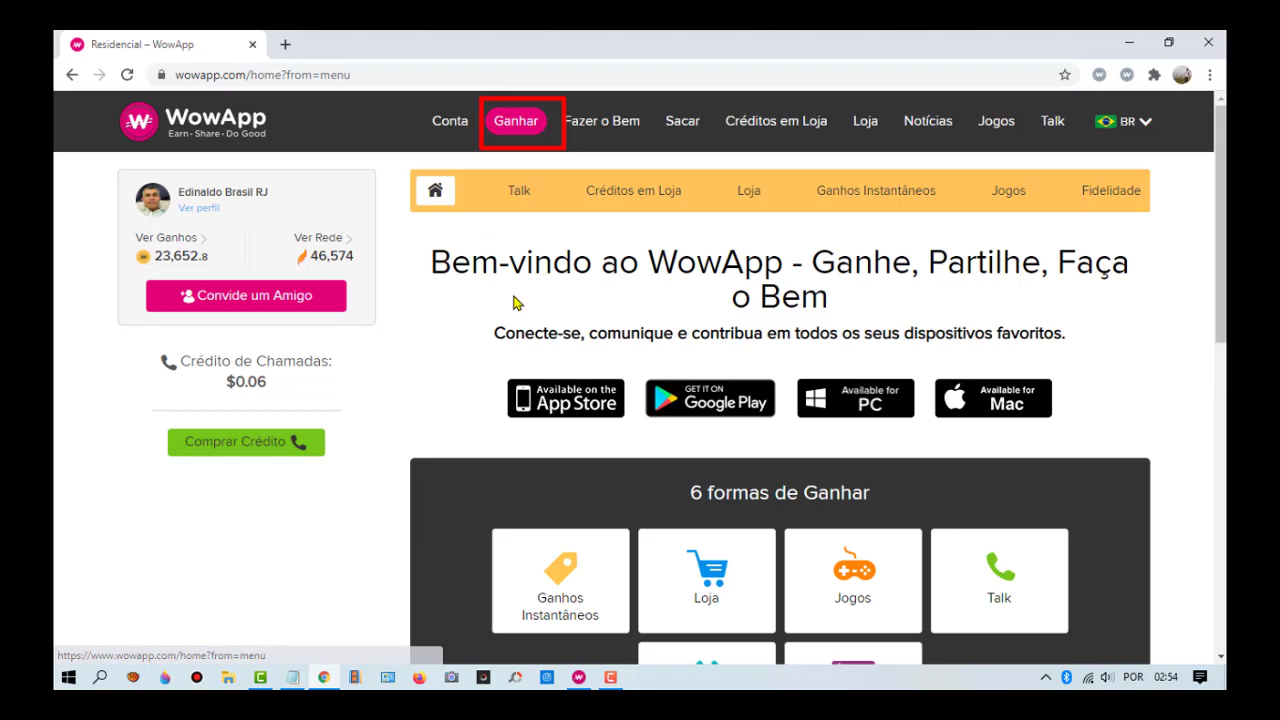 Residential – WowApp
wowapp.com/home?from=menu
WowApp
Earn · Share · Do Good
Conta
Ganhar
Fazer o Bem
Sacar
Créditos em Loja
Loja
Notícias
Jogos
Talk
BR
Edinaldo Brasil RJ
Ver perfil
Ver Ganhos
Ver Rede
23,652.8
46,574
Convide um Amigo
Crédito de Chamadas:
$0.06
Comprar Crédito
Talk
Créditos em Loja
Loja
Ganhos Instantâneos
Jogos
Fidelidade
Bem-vindo ao WowApp - Ganhe, Partilhe, Faça
o Bem
Conecte-se, comunique e contribua em todos os seus dispositivos favoritos.
Available on the
App Store
GET IT ON
Google Play
Available for
PC
Available for
Mac
6 formas de Ganhar
Ganhos
Instantâneos
Loja
Jogos
Talk
https://www.wowapp.com/home?from=menu
POR
02:54